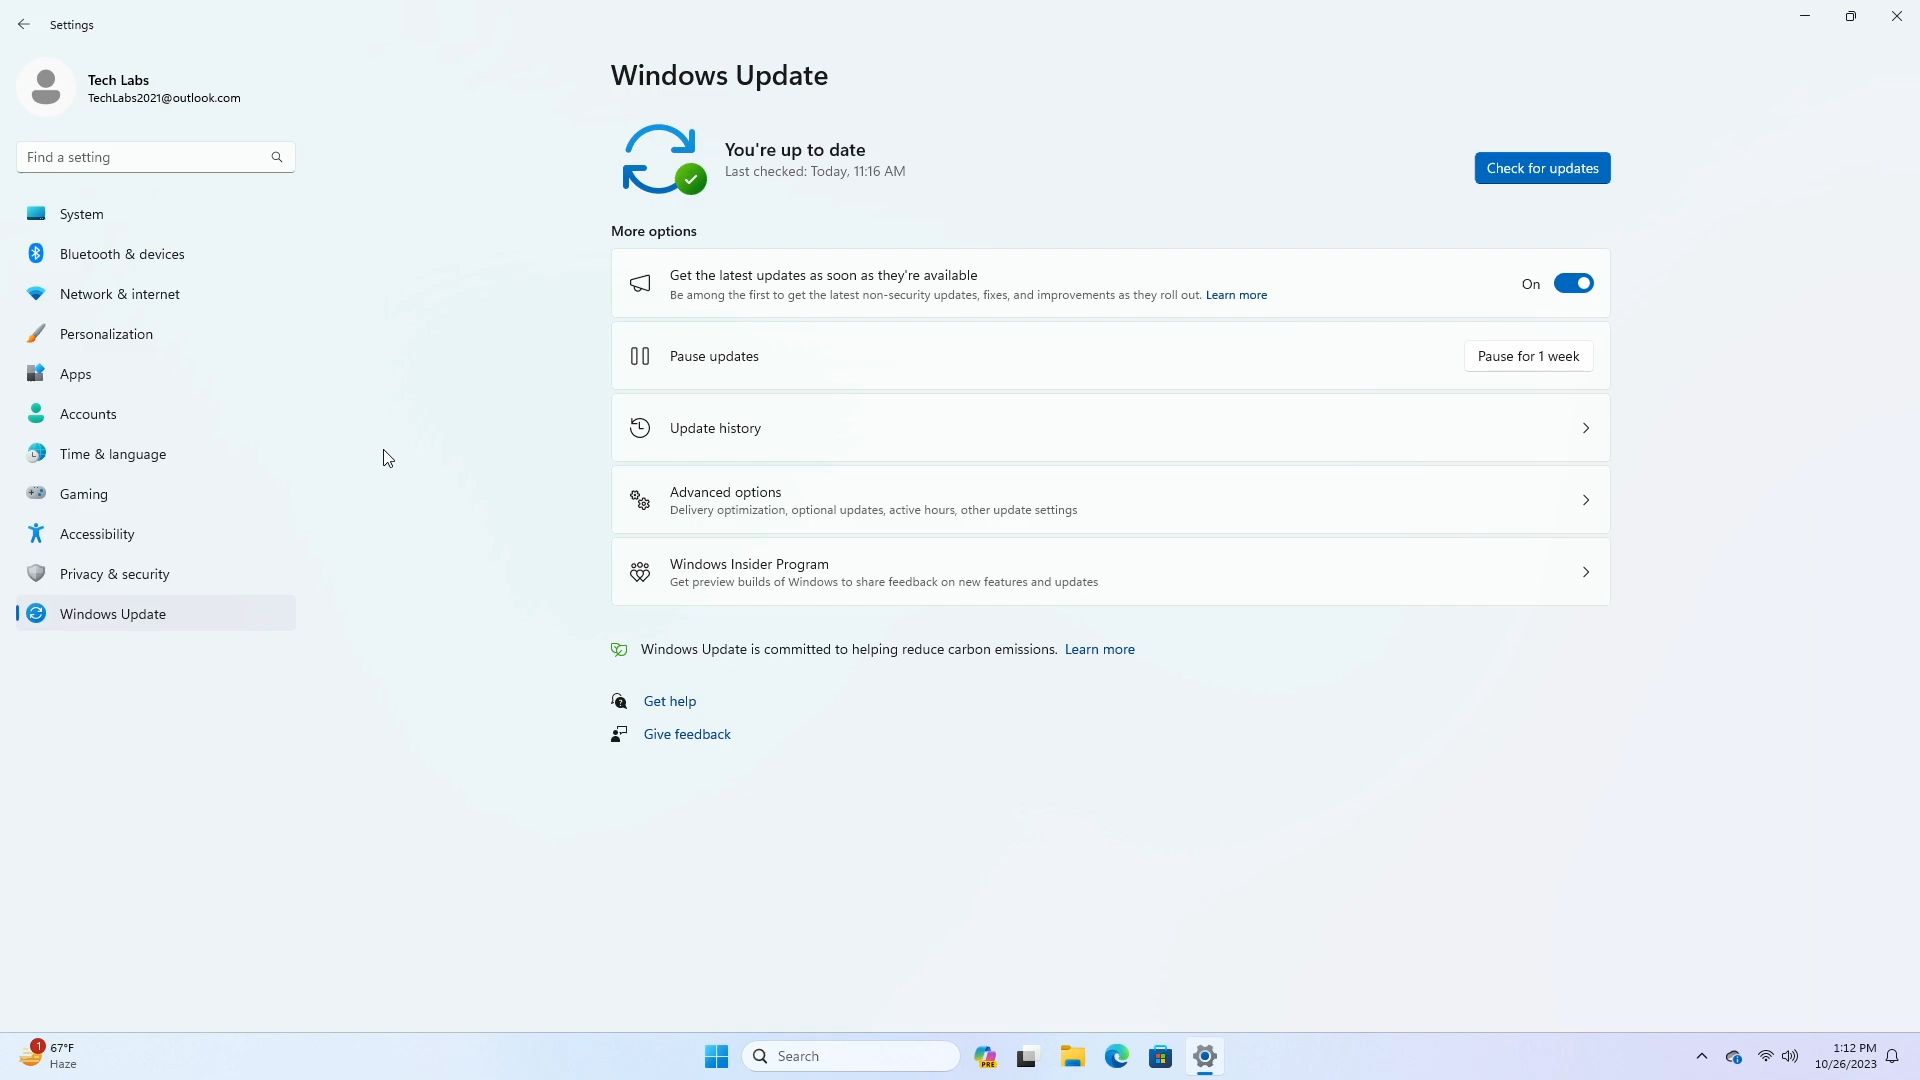 Settings
Tech Labs
TechLabs2021@outlook.com
Find a setting
System
Bluetooth & devices
Network & internet
Personalization
Apps
Accounts
Time & language
Gaming
Accessibility
Privacy & security
Windows Update
Windows Update
You're up to date
Last checked: Today, 11:16 AM
Check for updates
More options
Get the latest updates as soon as they're available
Be among the first to get the latest non-security updates, fixes, and improvements as they roll out. Learn more
On
Pause updates
Pause for 1 week
Update history
Advanced options
Delivery optimization, optional updates, active hours, other update settings
Windows Insider Program
Get preview builds of Windows to share feedback on new features and updates
Windows Update is committed to helping reduce carbon emissions. Learn more
Get help
Give feedback
1
67°F
Haze
Search
PRE
1:12 PM
10/26/2023